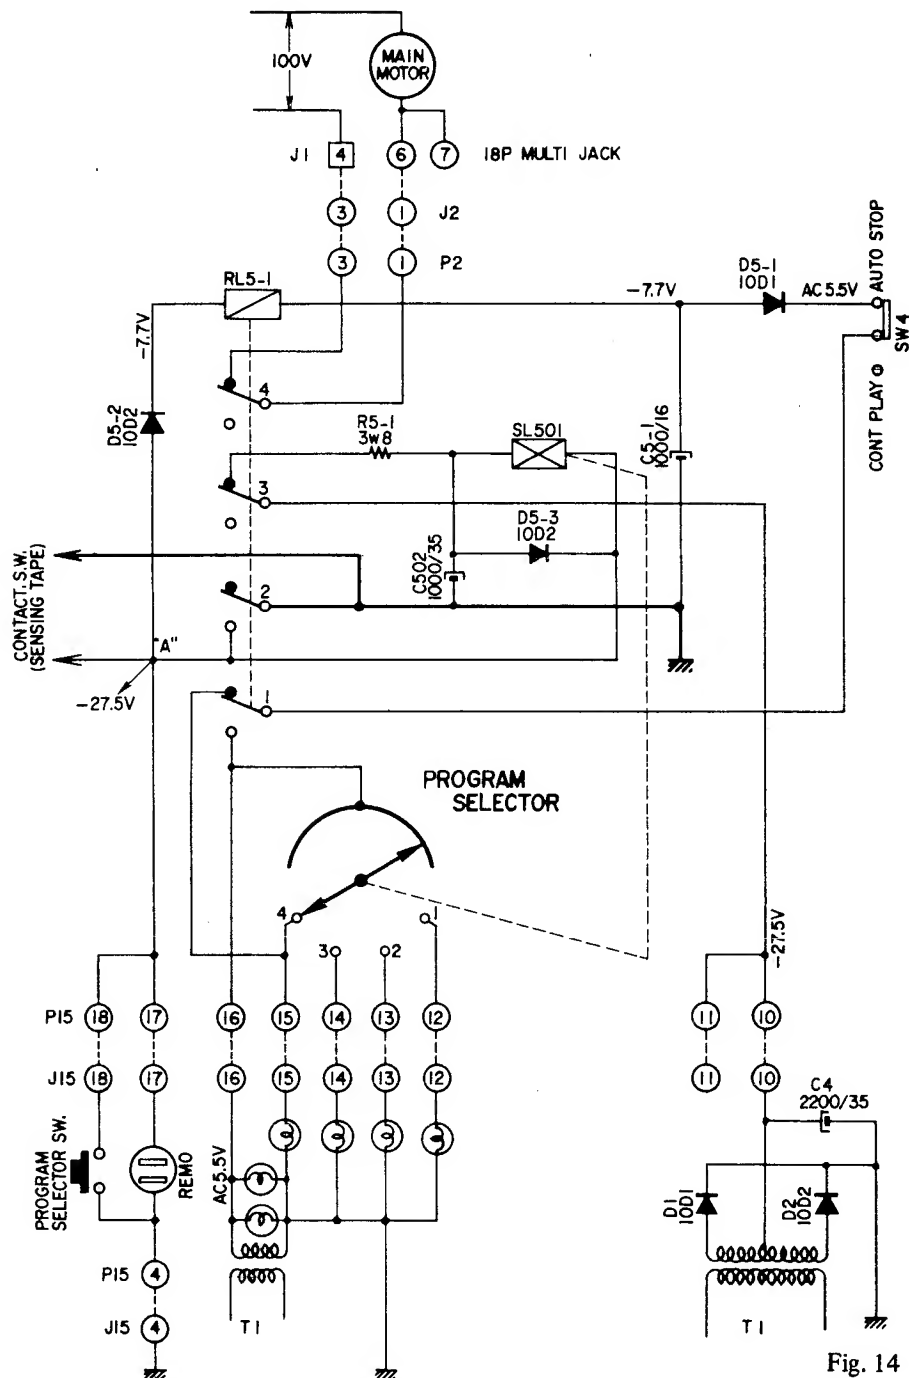 100V
MAIN
MOTOR
J1 4 6 7 18P MULTI JACK
3 1 J2
3 1 P2
RL5-1
-7.7V
-7.7V
D5-1
10D1
AC5.5V
AUTO STOP
SW4
CONT PLAY
D5-2
10D2
4
R5-1
3w8
SL501
C5-1
1000/16
3
D5-3
10D2
C502
1000/35
CONTACT. S.W.
(SENSING TAPE)
2
"A"
-27.5V
1
PROGRAM
SELECTOR
4 1
3 2
-27.5V
P15 18 17 16 15 14 13 12 11 10
J15 18 17 16 15 14 13 12 11 10
C4
2200/35
PROGRAM
SELECTOR SW.
REMO
AC5.5V
D1
10D1
D2
10D2
P15 4
J15 4
T1
T1
Fig. 14